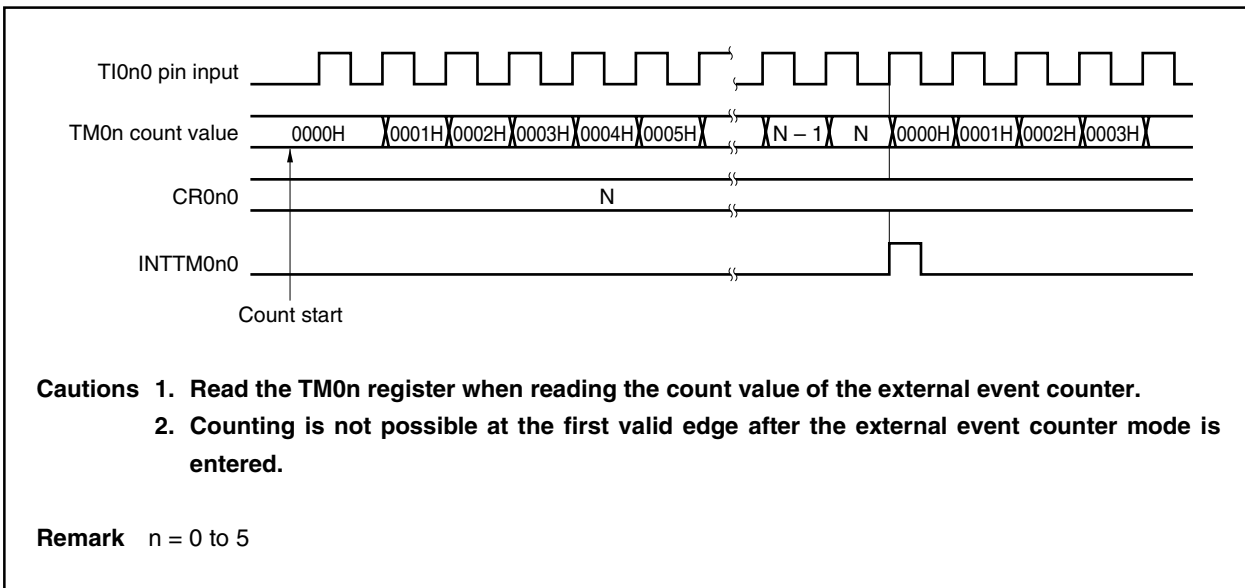 TI0n0 pin input
TM0n count value 0000H 0001H 0002H 0003H 0004H 0005H N – 1 N 0000H 0001H 0002H 0003H
CR0n0 N
INTTM0n0
Count start
Cautions 1. Read the TM0n register when reading the count value of the external event counter.
2. Counting is not possible at the first valid edge after the external event counter mode is
entered.
Remark n = 0 to 5